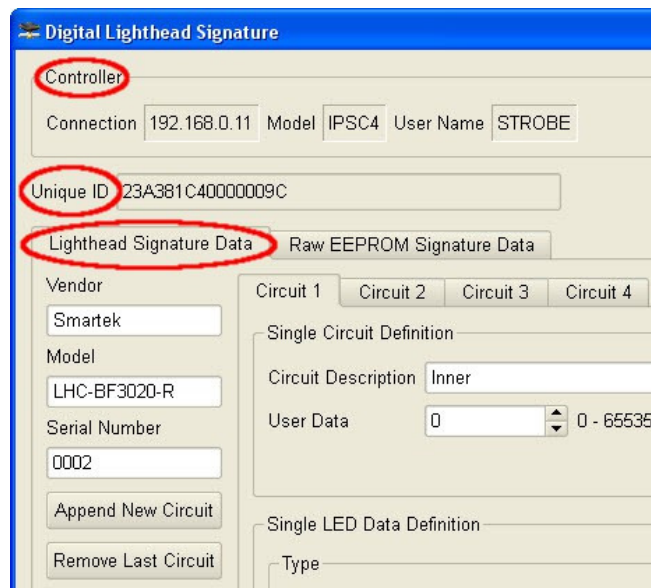 Digital Lighthead Signature
Controller
Connection 192.168.0.11 Model IPSC4 User Name STROBE
Unique ID 23A381C40000009C
Lighthead Signature Data Raw EEPROM Signature Data
Vendor
Smartek
Model
LHC-BF3020-R
Serial Number
0002
Append New Circuit
Remove Last Circuit
Circuit 1 Circuit 2 Circuit 3 Circuit 4
Single Circuit Definition
Circuit Description Inner
User Data 0 0 - 65535
Single LED Data Definition
Type